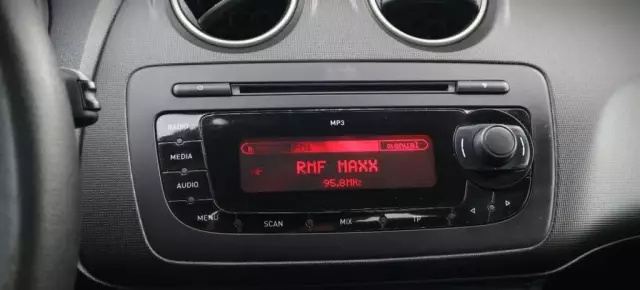 MP3
RADIO
manual
MEDIA
RMF MAXX
AUDIO
95.8MHz
MENU
SCAN
MIX
TP